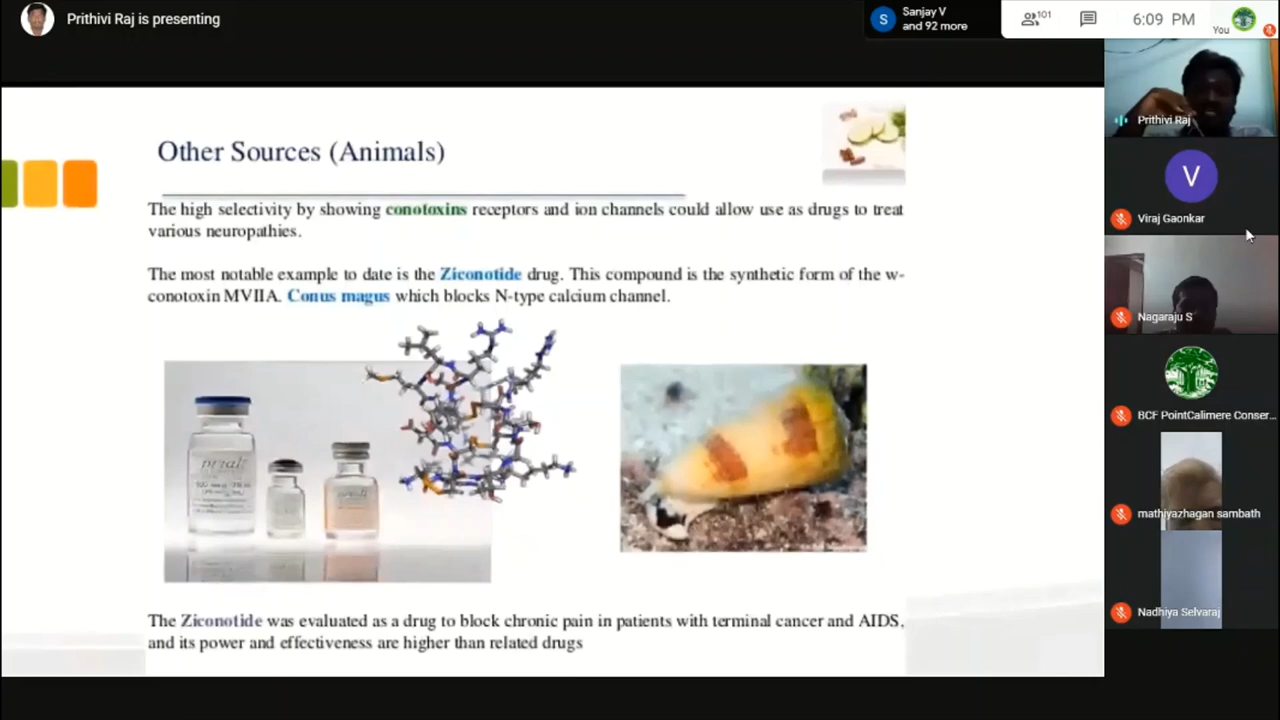 Prithivi Raj is presenting
S
Sanjay V
and 92 more
101
6:09 PM
You
Other Sources (Animals)
The high selectivity by showing conotoxins receptors and ion channels could allow use as drugs to treat
various neuropathies.
The most notable example to date is the Ziconotide drug. This compound is the synthetic form of the w-
conotoxin MVIIA. Conus magus which blocks N-type calcium channel.
prialt
The Ziconotide was evaluated as a drug to block chronic pain in patients with terminal cancer and AIDS,
and its power and effectiveness are higher than related drugs
Prithivi Raj
V
Viraj Gaonkar
Nagaraju S
BCF PointCalimere Conser...
mathiyazhagan sambath
Nadhiya Selvaraj